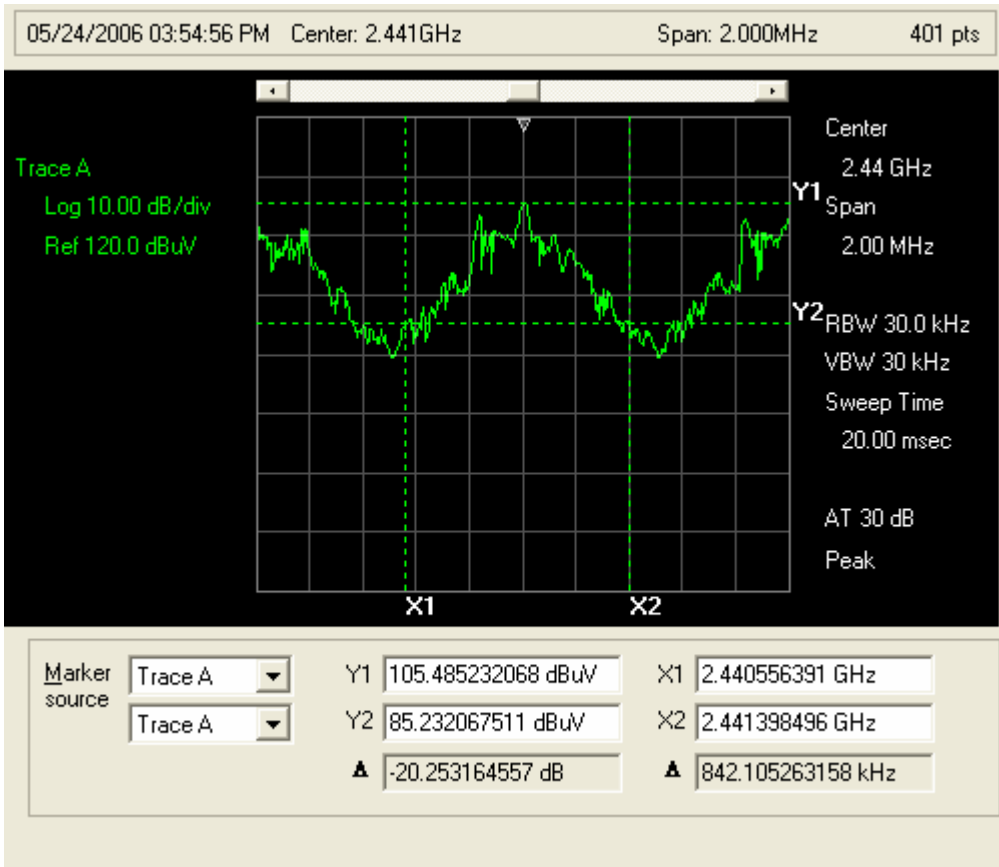 05/24/2006 03:54:56 PM Center: 2.441GHz Span: 2.000MHz 401 pts
Trace A
Log 10.00 dB/div
Ref 120.0 dBuV
Y1
Y2
X1 X2
Center
2.44 GHz
Span
2.00 MHz
RBW 30.0 kHz
VBW 30 kHz
Sweep Time
20.00 msec
AT 30 dB
Peak
Marker source
Trace A
Trace A
Y1 105.485232068 dBuV
Y2 85.232067511 dBuV
Δ -20.253164557 dB
X1 2.440556391 GHz
X2 2.441398496 GHz
Δ 842.105263158 kHz